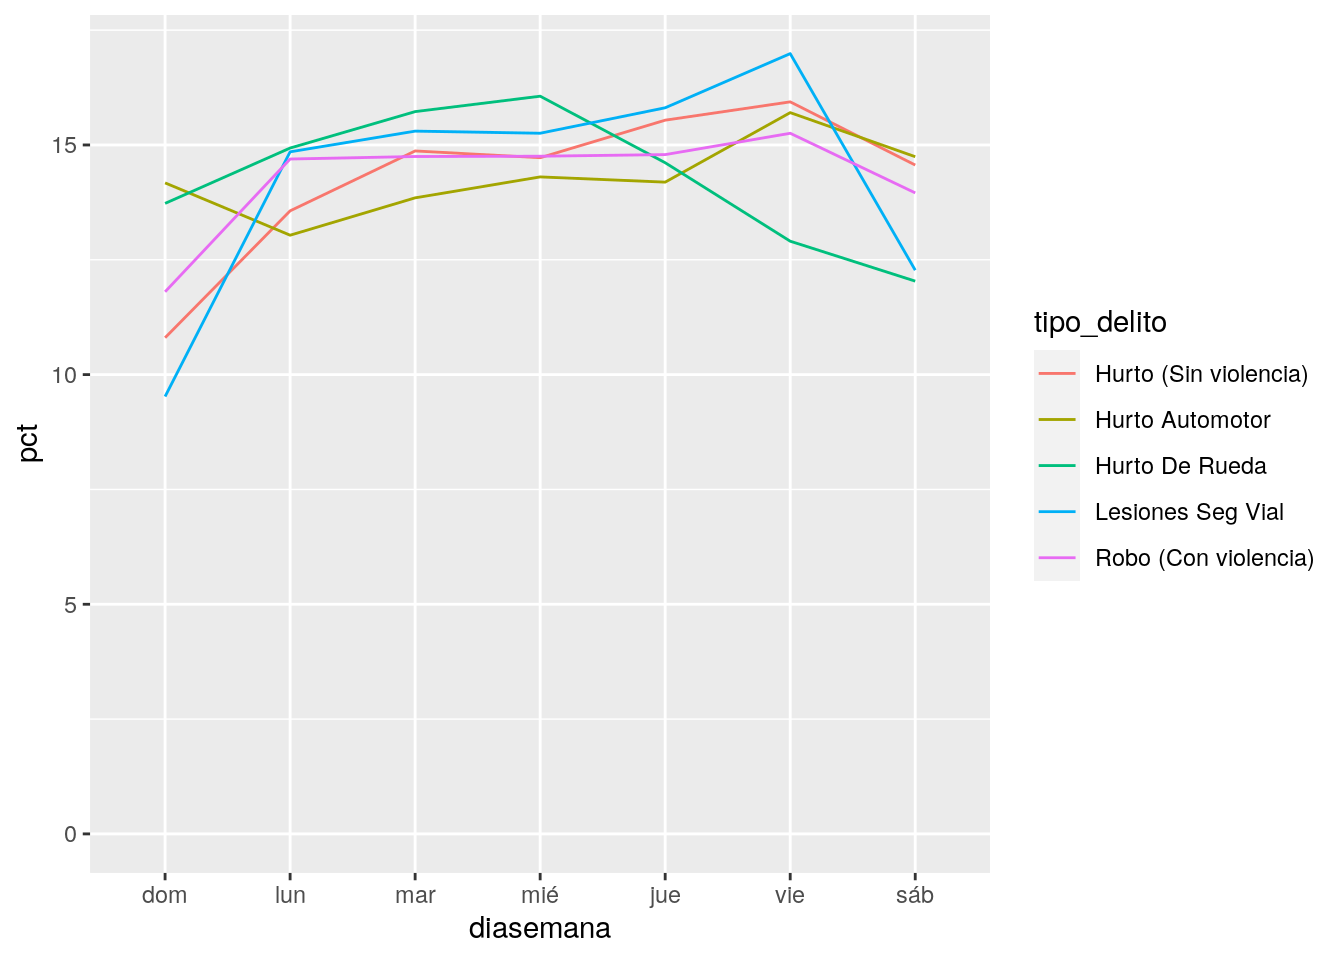 pct
15
10
5
0
dom lun mar mié jue vie sáb
diasemana
tipo_delito
Hurto (Sin violencia)
Hurto Automotor
Hurto De Rueda
Lesiones Seg Vial
Robo (Con violencia)